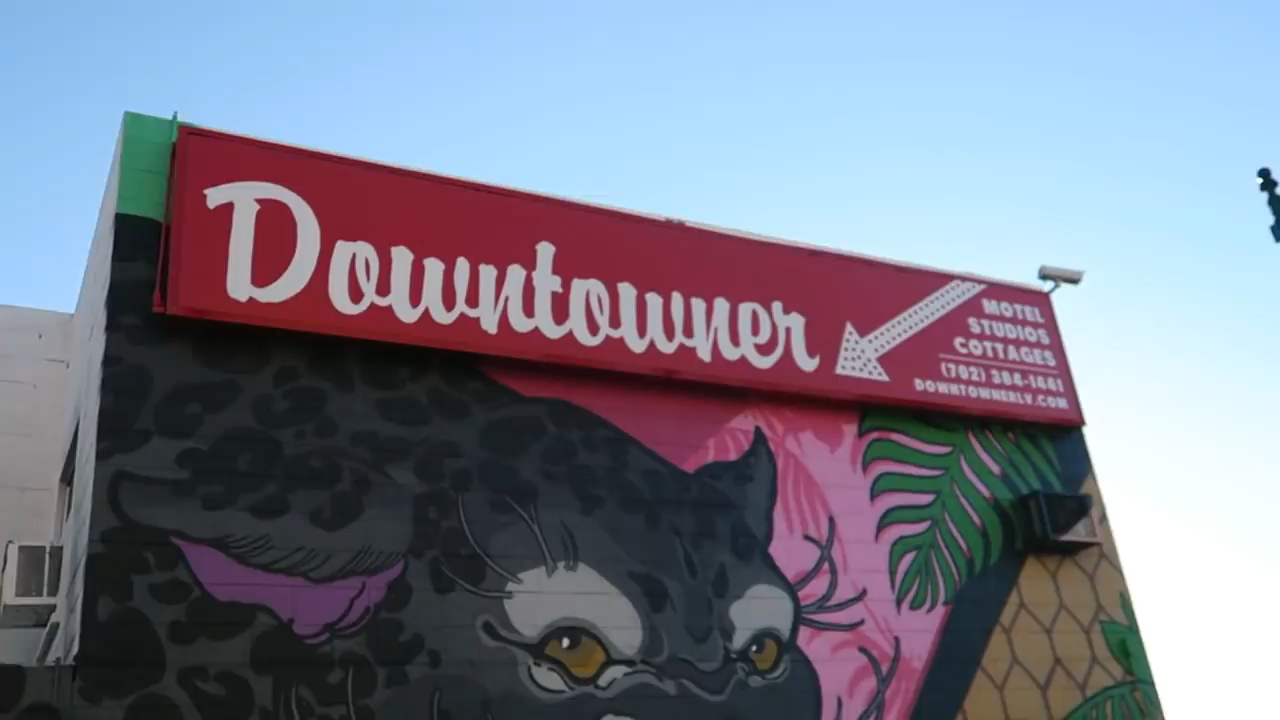 Downtowner
MOTEL
STUDIOS
COTTAGES
(702) 384-1441
DOWNTOWNERLV.COM